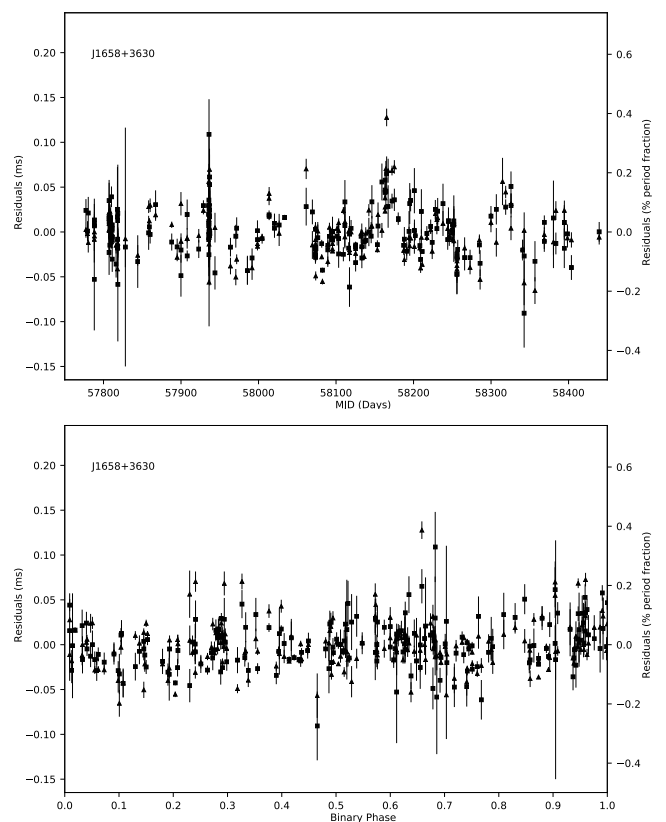 0.20
0.15
0.10
0.05
0.00
−0.05
−0.10
−0.15
Residuals (ms)
J1658+3630
0.6
0.4
0.2
0.0
−0.2
−0.4
Residuals (% period fraction)
57800 57900 58000 58100 58200 58300 58400
MJD (Days)
0.20
0.15
0.10
0.05
0.00
−0.05
−0.10
−0.15
Residuals (ms)
J1658+3630
0.6
0.4
0.2
0.0
−0.2
−0.4
Residuals (% period fraction)
0.0 0.1 0.2 0.3 0.4 0.5 0.6 0.7 0.8 0.9 1.0
Binary Phase